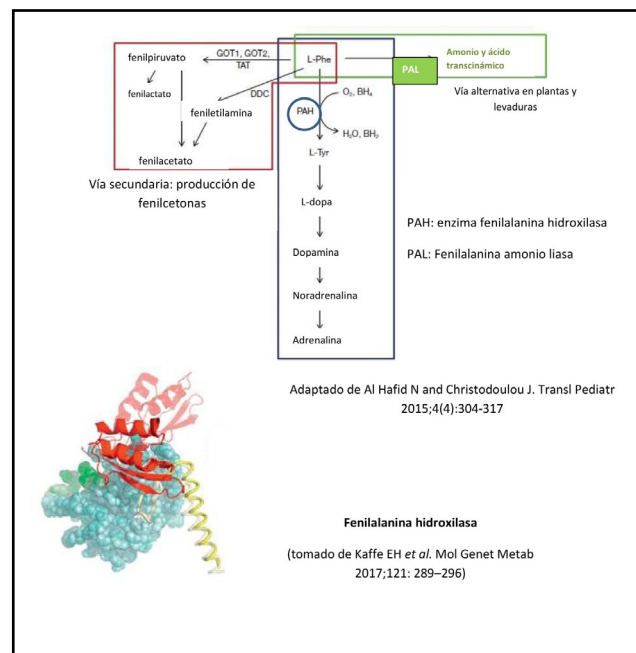 fenilpiruvato
GOT1, GOT2,
TAT
L-Phe
PAL
Amonio y ácido
transcinámico
Vía alternativa en plantas y
levaduras
fenilactato
DDC
feniletilamina
PAH
O₂, BH₄
H₂O, BH₂
fenilacetato
L-Tyr
Vía secundaria: producción de
fenilcetonas
L-dopa
PAH: enzima fenilalanina hidroxilasa
Dopamina
PAL: Fenilalanina amonio liasa
Noradrenalina
Adrenalina
Adaptado de Al Hafid N and Christodoulou J. Transl Pediatr
2015;4(4):304-317
Fenilalanina hidroxilasa
(tomado de Kaffe EH et al. Mol Genet Metab
2017;121: 289–296)